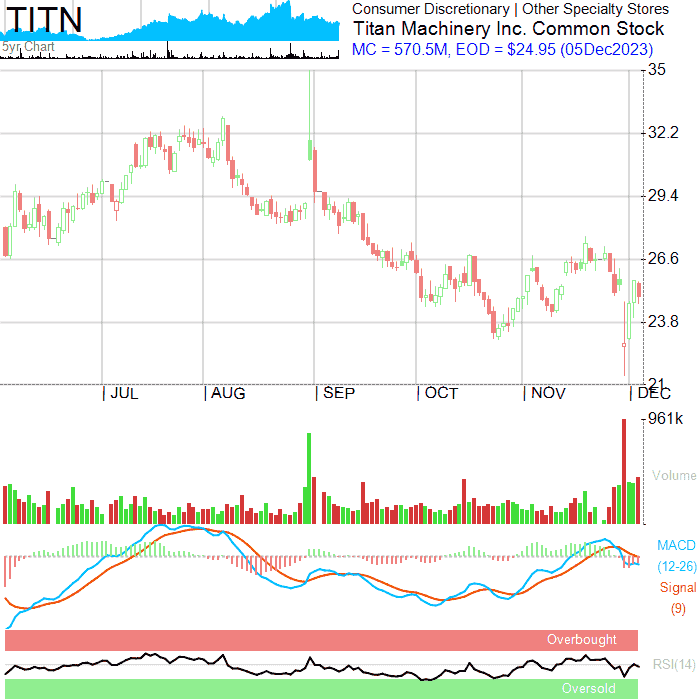 TITN
5yr Chart
Consumer Discretionary | Other Specialty Stores
Titan Machinery Inc. Common Stock
MC = 570.5M, EOD = $24.95 (05Dec2023)
35
32.2
29.4
26.6
23.8
21
| JUL | AUG | SEP | OCT | NOV | DEC
961k
Volume
MACD
(12-26)
Signal
(9)
Overbought
RSI(14)
Oversold